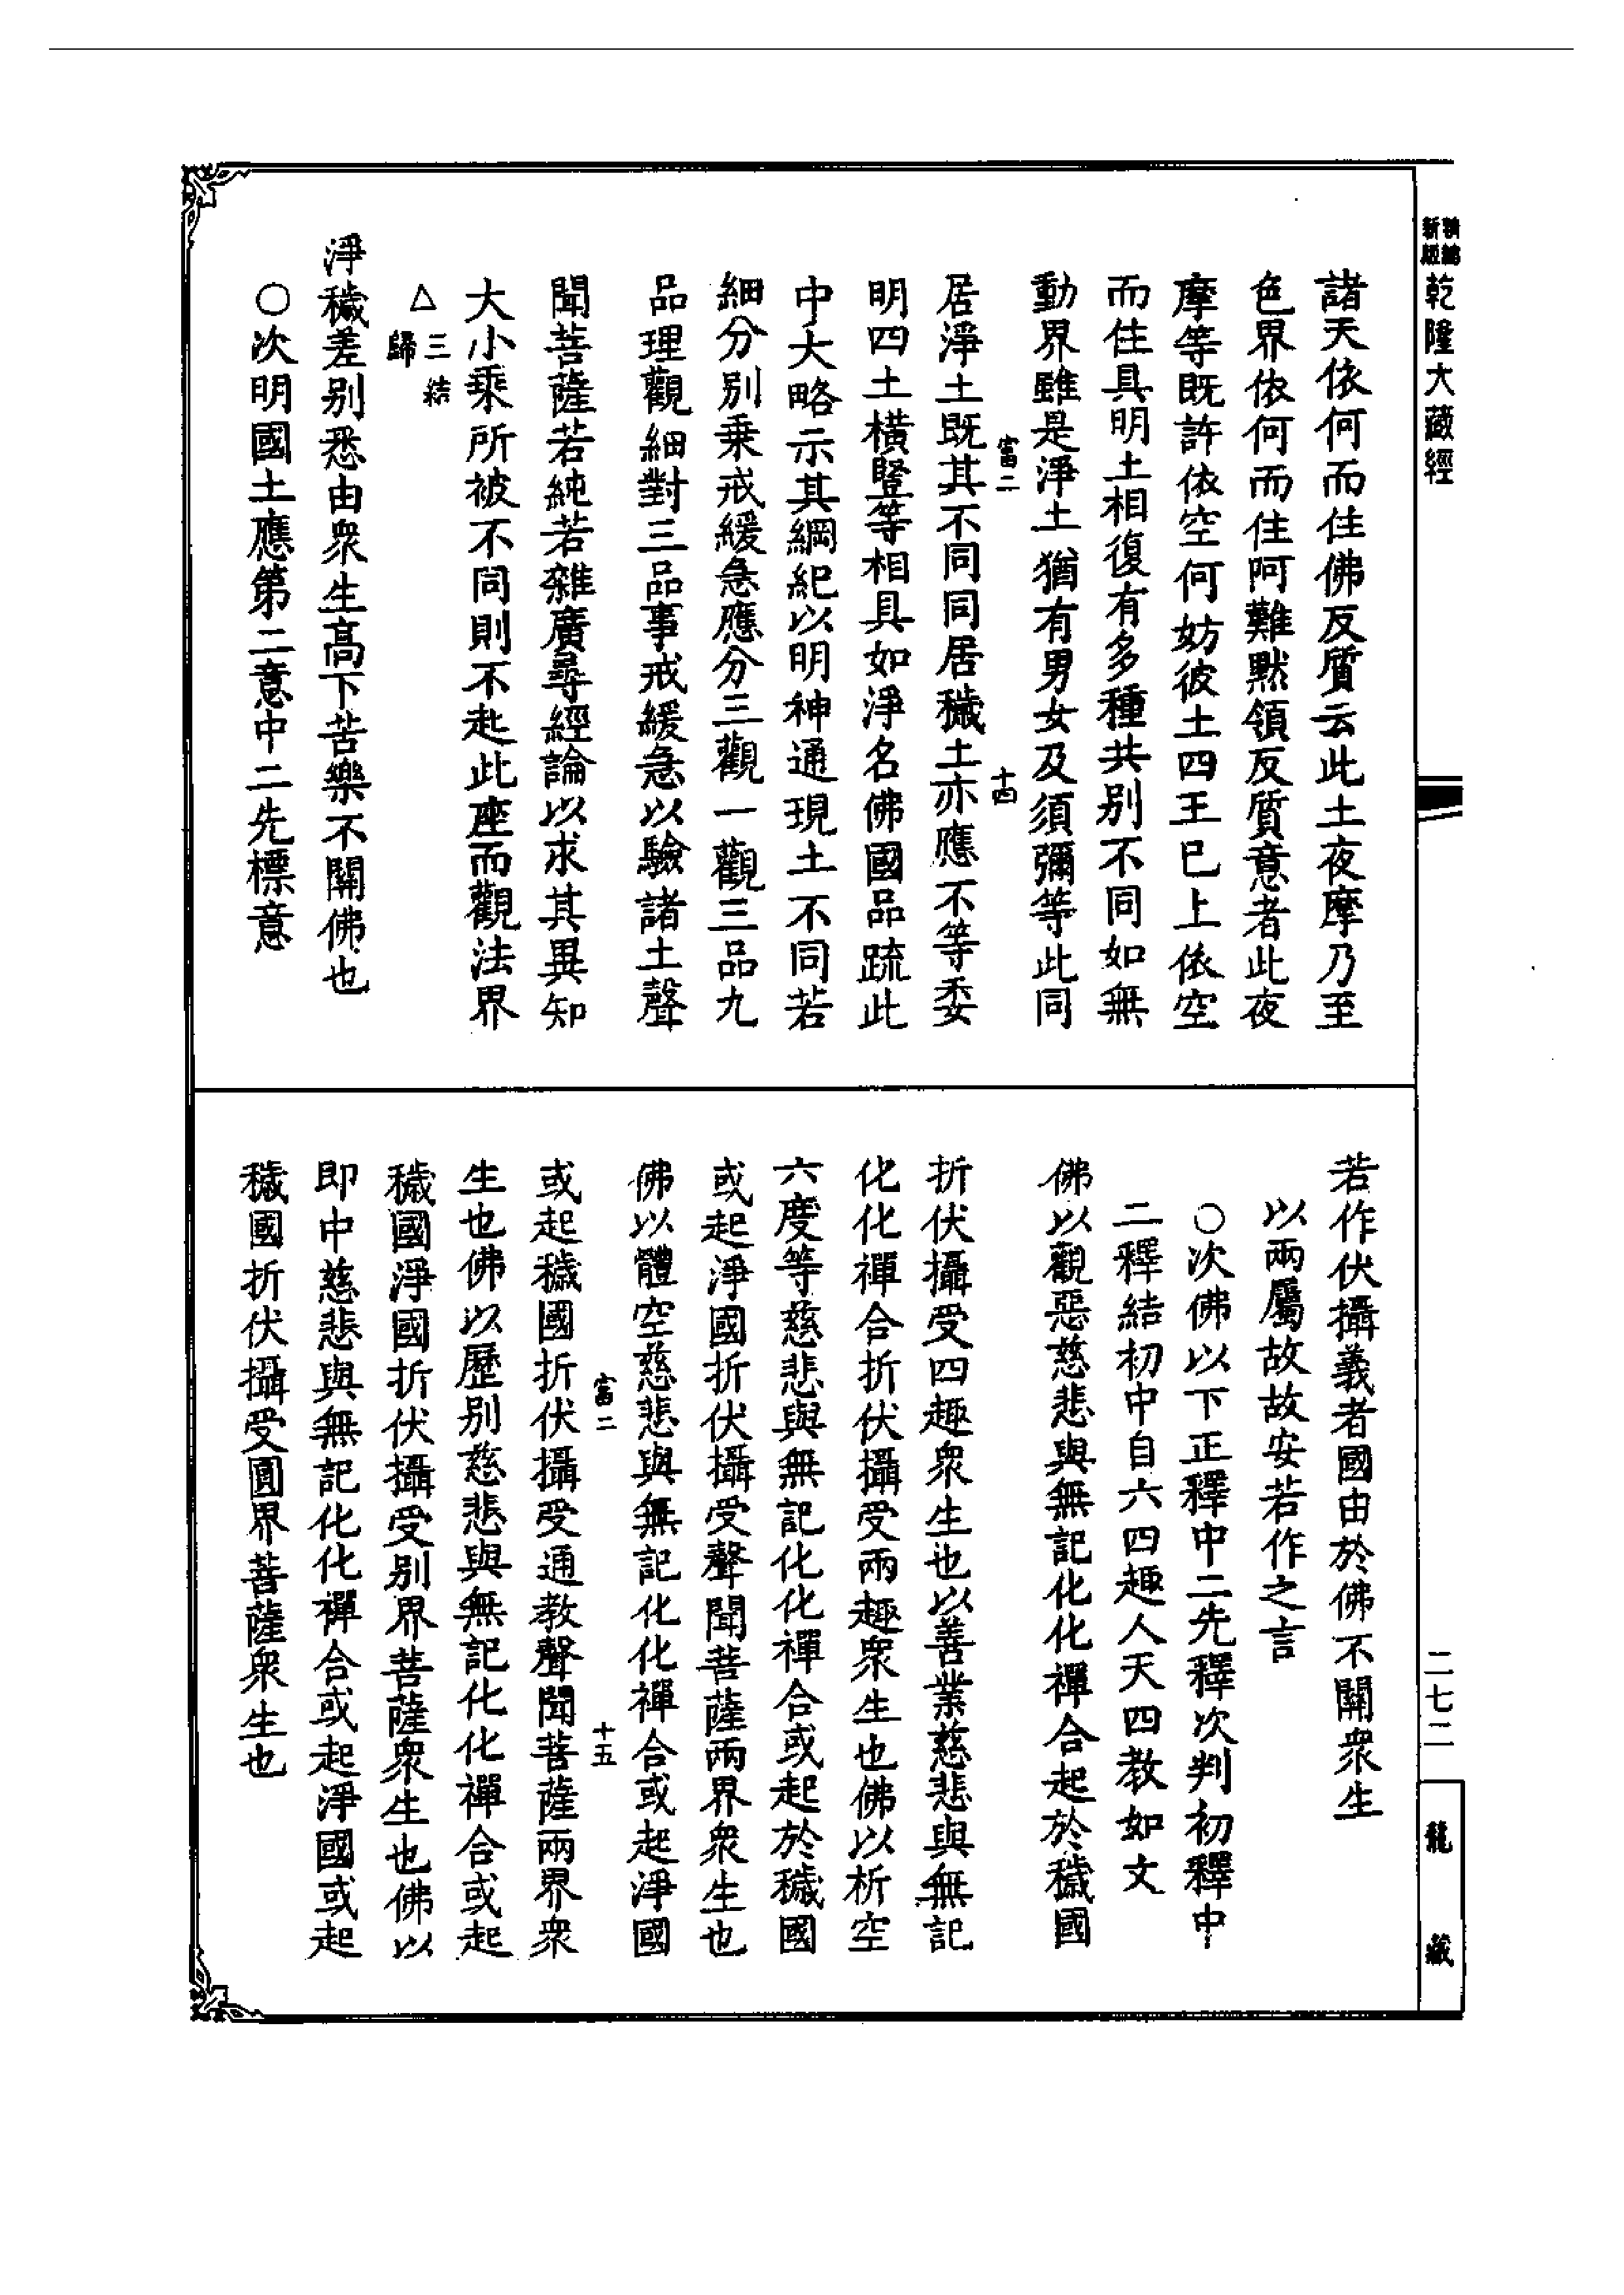 新編
新版
乾隆大藏經
諸天依何而住佛反質云此土夜摩乃至
色界依何而住阿難默領反質意者此夜
摩等既許依空何妨彼土四王已上依空
而住具明土相復有多種共別不同如無
動界雖是淨土猶有男女及須彌等此同
富二
十四
居淨土既其不同同居穢土亦應不等委
明四土橫豎等相具如淨名佛國品疏此
中大略示其綱紀以明神通現土不同若
細分別乗戒緩急應分三觀一觀三品九
品理觀細對三品事戒緩急以驗諸土聲
聞菩薩若純若雜廣尋經論以求其異知
大小乘所被不同則不起此座而觀法界
△三結
歸
淨穢差别悉由衆生高下苦樂不關佛也
○次明國土應第二意中二先標意
若作伏攝義者國由於佛不關衆生
以兩屬故故安若作之言
○次佛以下正釋中二先釋次判初釋中
二釋結初中自六四趣人天四教如文
佛以觀惡慈悲與無記化化禪合起於穢國
折伏攝受四趣衆生也以善業慈悲與無記
化化禪合折伏攝受兩趣衆生也佛以析空
六度等慈悲與無記化化禪合或起於穢國
或起淨國折伏攝受聲聞菩薩兩界衆生也
佛以體空慈悲與無記化化禪合或起淨國
富二
十五
或起穢國折伏攝受通教聲聞菩薩兩界衆
生也佛以歷別慈悲與無記化化禪合或起
穢國淨國折伏攝受别界菩薩衆生也佛以
即中慈悲與無記化化禪合或起淨國或起
穢國折伏攝受圓界菩薩衆生也
二七二
龍藏